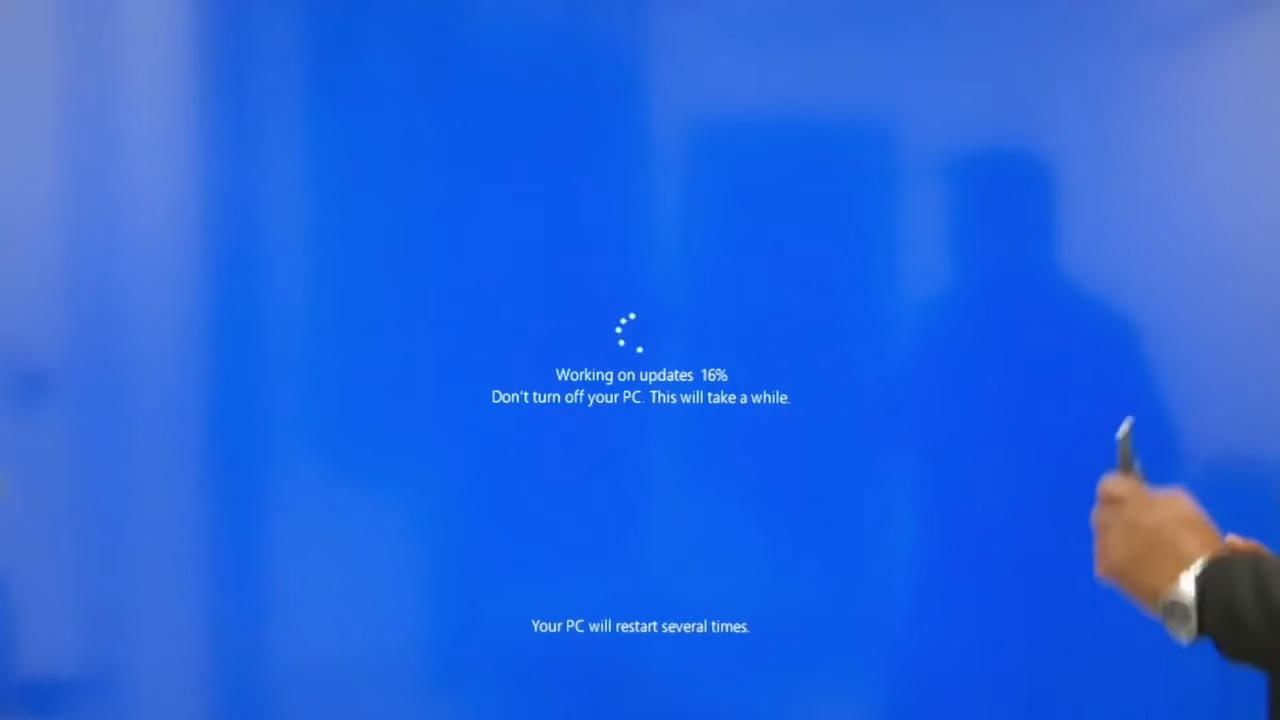 Working on updates 16%
Don't turn off your PC. This will take a while.
Your PC will restart several times.